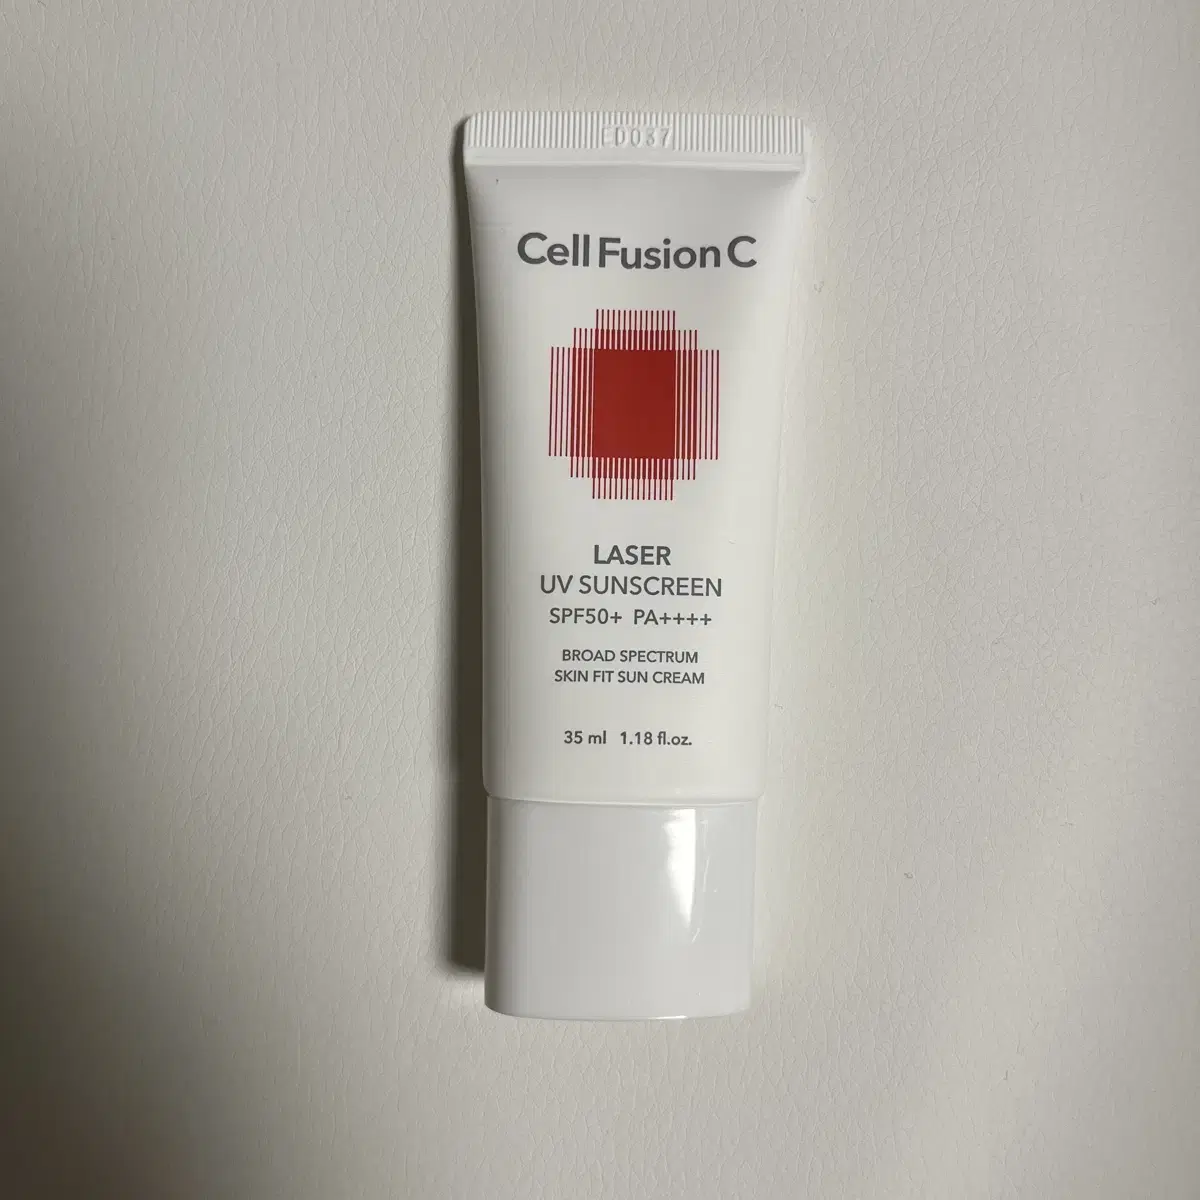 ED037
Cell Fusion C
LASER
UV SUNSCREEN
SPF50+ PA++++
BROAD SPECTRUM
SKIN FIT SUN CREAM
35 ml 1.18 fl.oz.